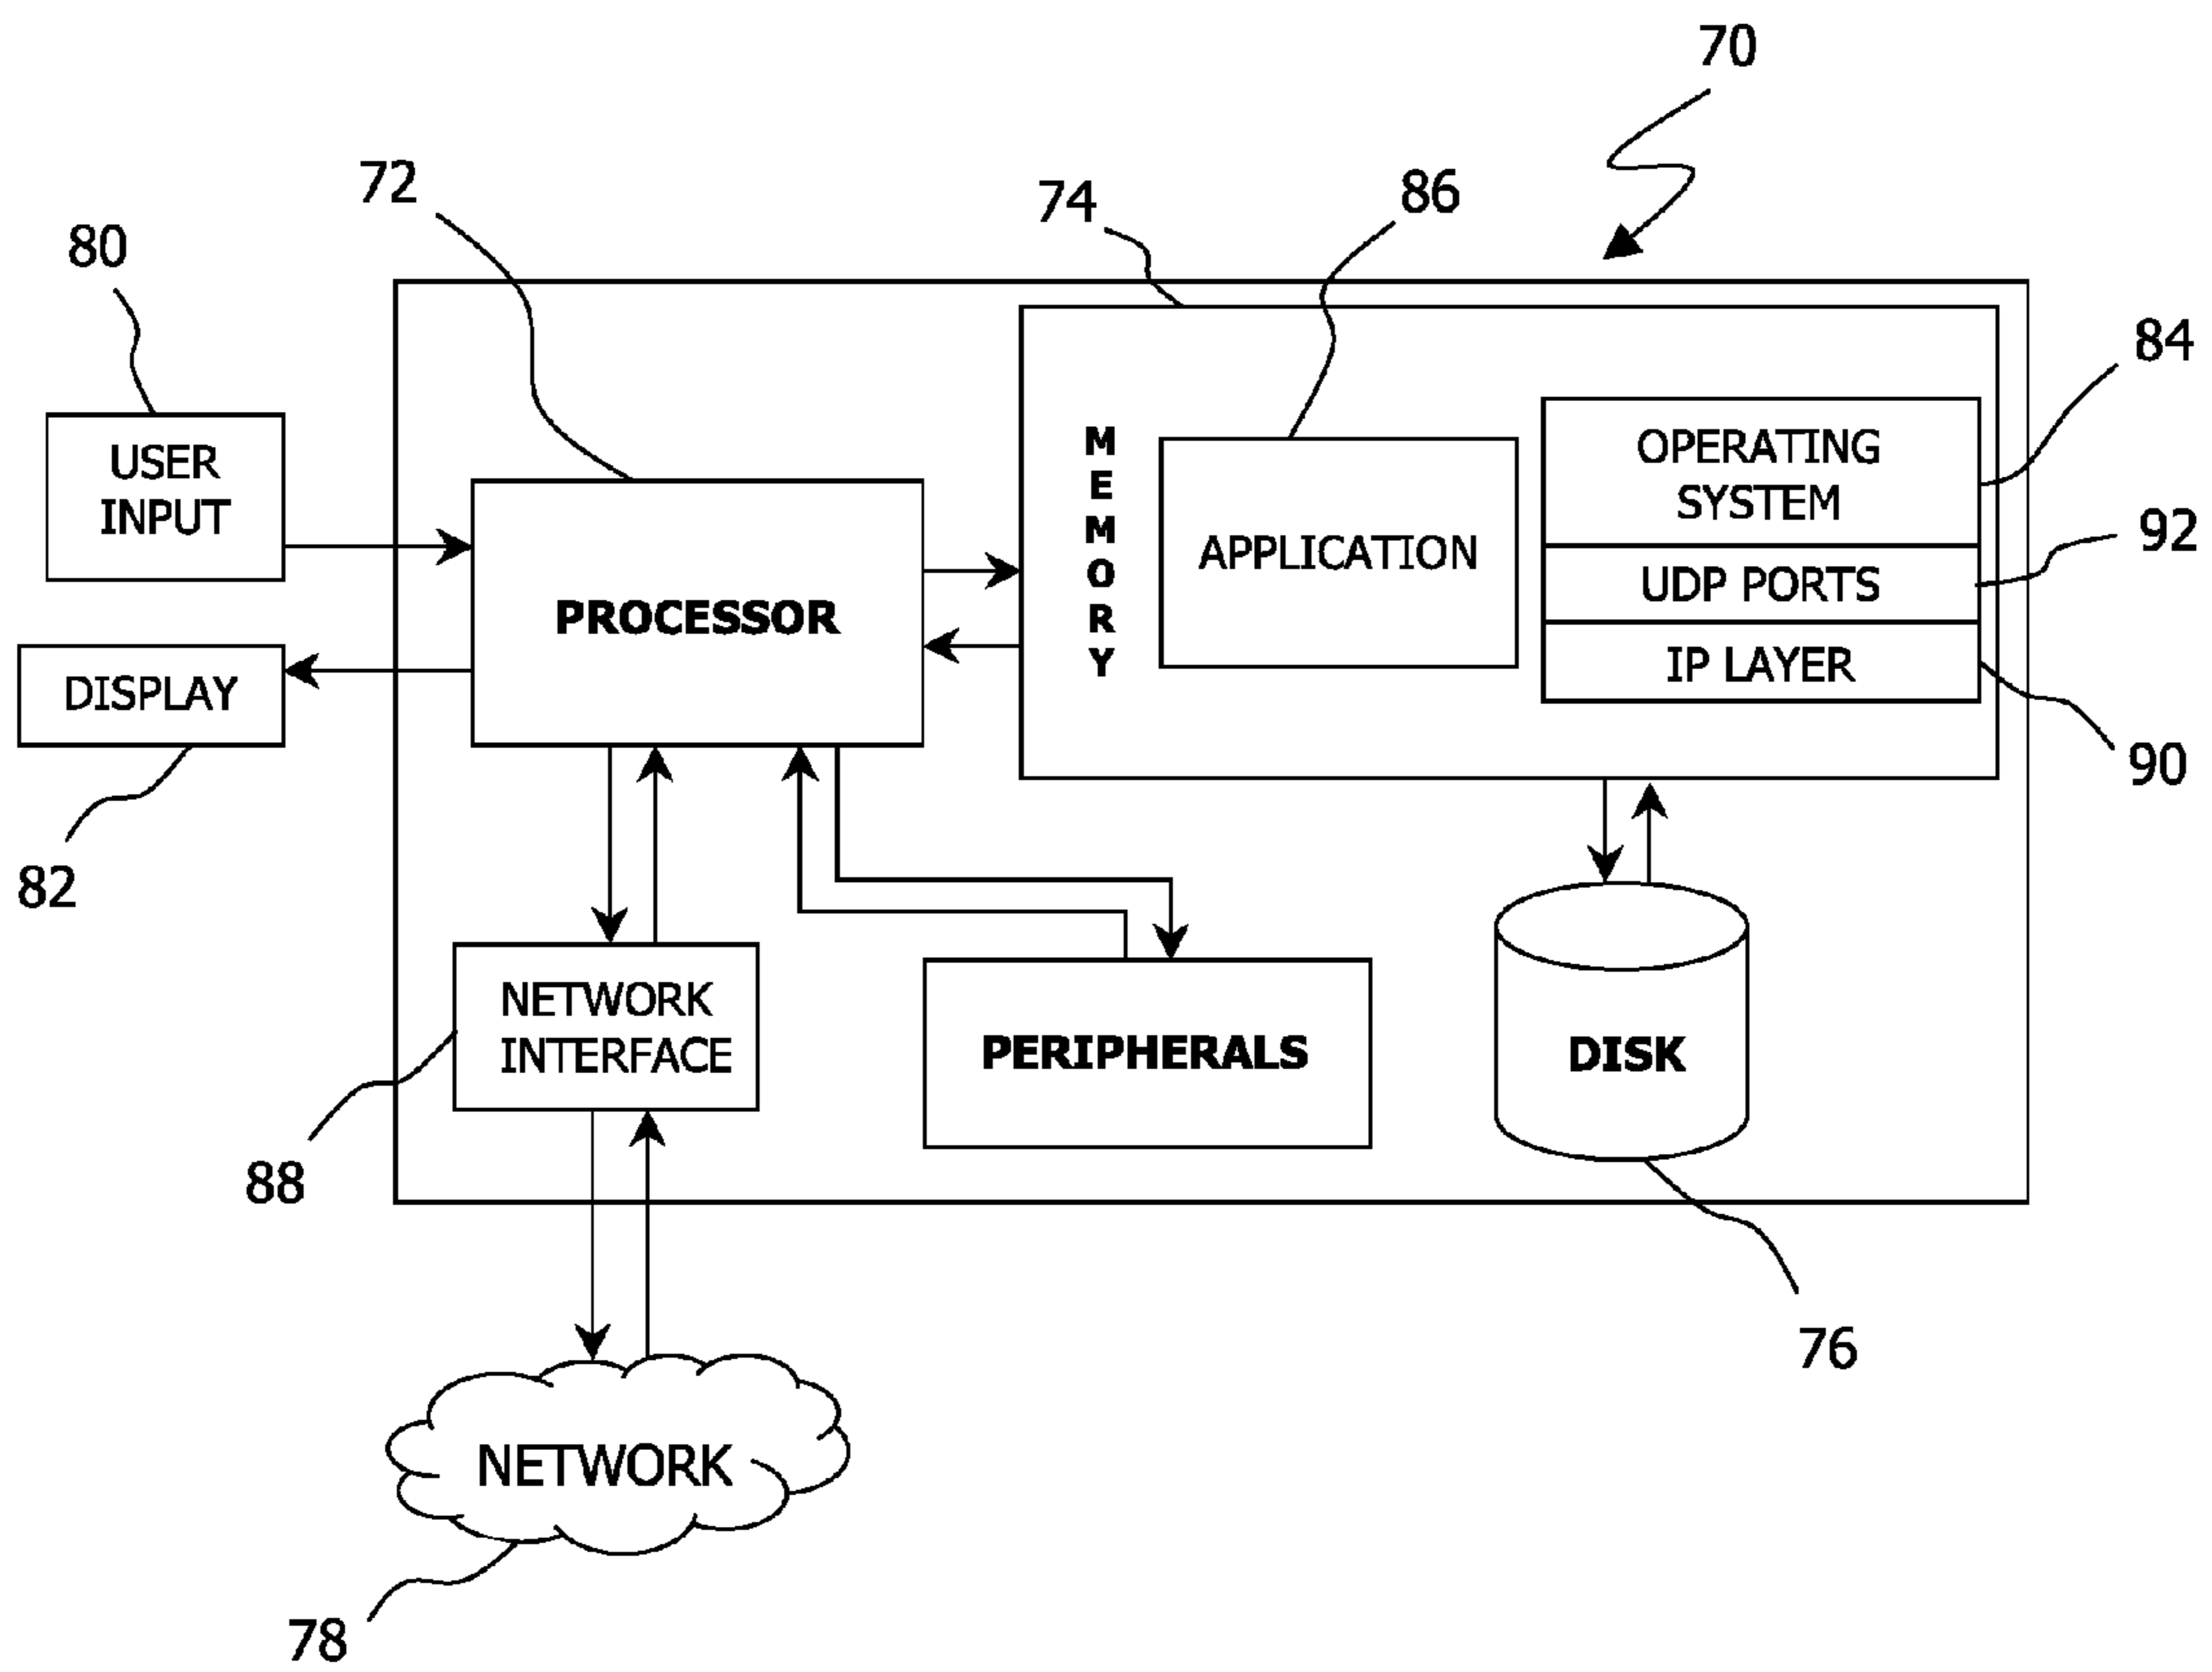 70
72
74
86
80
84
USER
INPUT
MEMORY
OPERATING
SYSTEM
92
APPLICATION
UDP PORTS
PROCESSOR
IP LAYER
DISPLAY
90
82
NETWORK
INTERFACE
PERIPHERALS
DISK
88
76
NETWORK
78